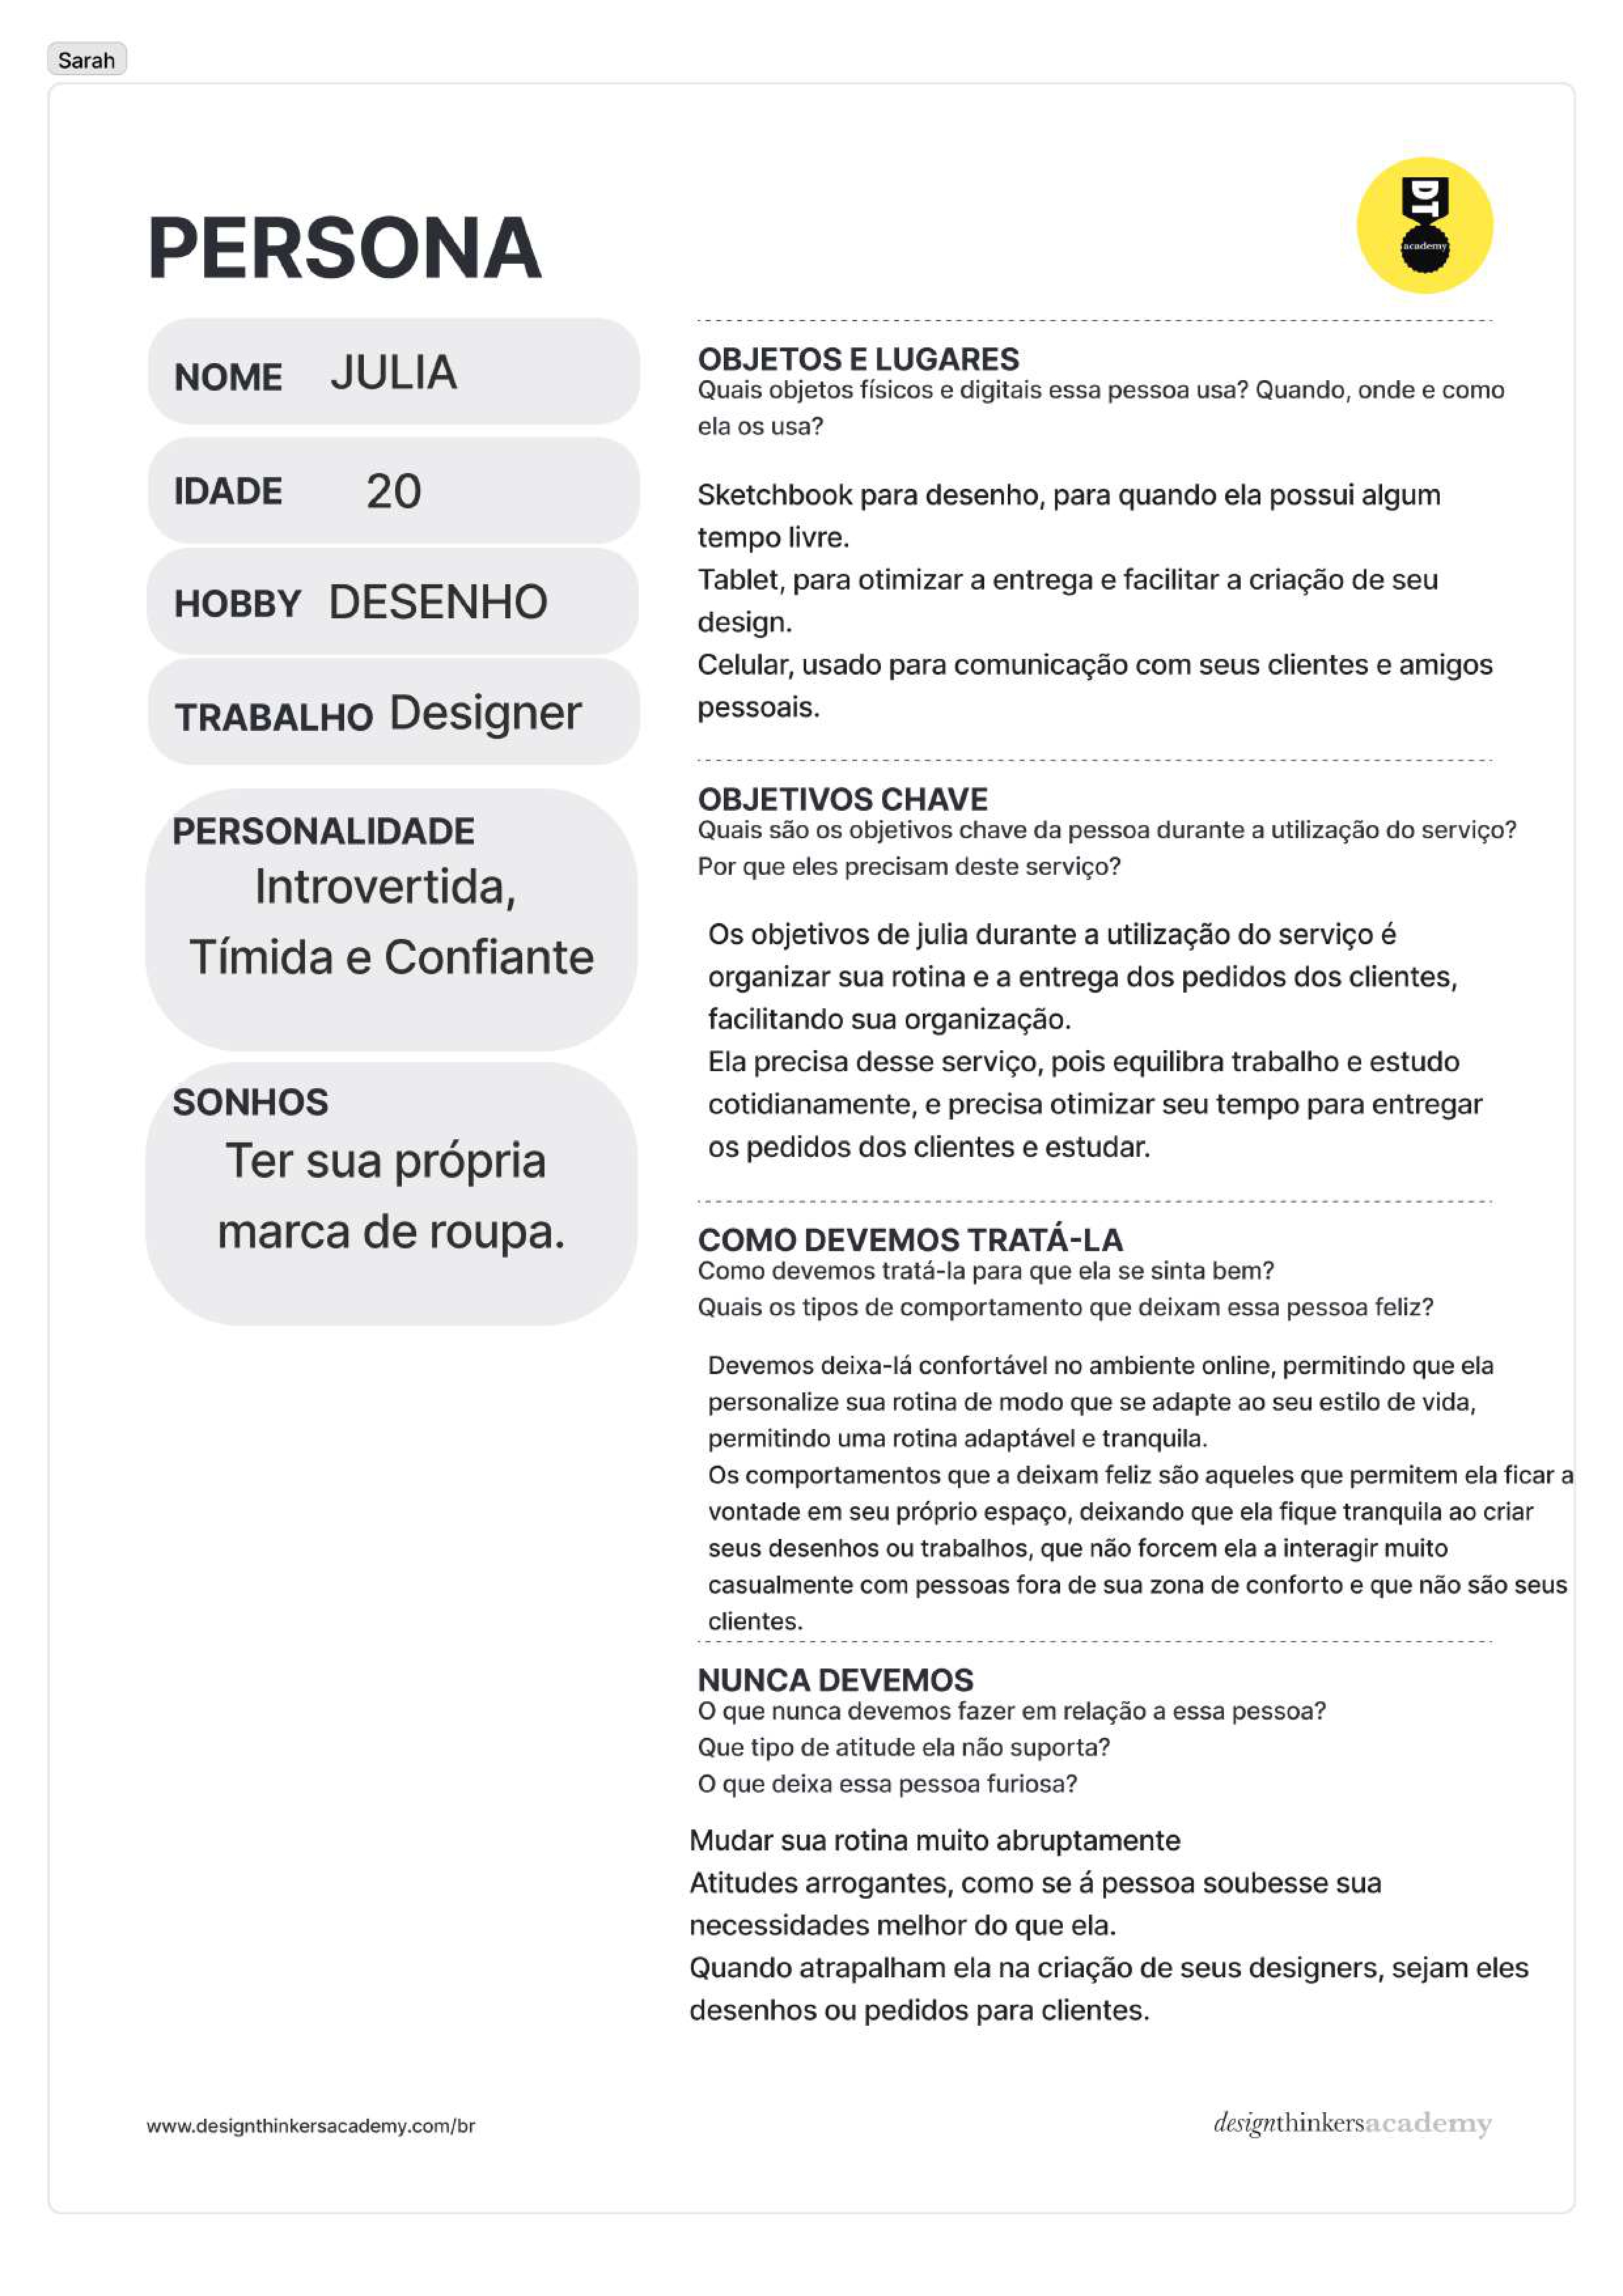 Sarah
PERSONA
DT
academy
NOME JULIA
IDADE 20
HOBBY DESENHO
TRABALHO Designer
PERSONALIDADE
Introvertida,
Tímida e Confiante
SONHOS
Ter sua própria
marca de roupa.
OBJETOS E LUGARES
Quais objetos físicos e digitais essa pessoa usa? Quando, onde e como
ela os usa?
Sketchbook para desenho, para quando ela possui algum
tempo livre.
Tablet, para otimizar a entrega e facilitar a criação de seu
design.
Celular, usado para comunicação com seus clientes e amigos
pessoais.
OBJETIVOS CHAVE
Quais são os objetivos chave da pessoa durante a utilização do serviço?
Por que eles precisam deste serviço?
Os objetivos de julia durante a utilização do serviço é
organizar sua rotina e a entrega dos pedidos dos clientes,
facilitando sua organização.
Ela precisa desse serviço, pois equilibra trabalho e estudo
cotidianamente, e precisa otimizar seu tempo para entregar
os pedidos dos clientes e estudar.
COMO DEVEMOS TRATÁ-LA
Como devemos tratá-la para que ela se sinta bem?
Quais os tipos de comportamento que deixam essa pessoa feliz?
Devemos deixa-lá confortável no ambiente online, permitindo que ela
personalize sua rotina de modo que se adapte ao seu estilo de vida,
permitindo uma rotina adaptável e tranquila.
Os comportamentos que a deixam feliz são aqueles que permitem ela ficar a
vontade em seu próprio espaço, deixando que ela fique tranquila ao criar
seus desenhos ou trabalhos, que não forcem ela a interagir muito
casualmente com pessoas fora de sua zona de conforto e que não são seus
clientes.
NUNCA DEVEMOS
O que nunca devemos fazer em relação a essa pessoa?
Que tipo de atitude ela não suporta?
O que deixa essa pessoa furiosa?
Mudar sua rotina muito abruptamente
Atitudes arrogantes, como se á pessoa soubesse sua
necessidades melhor do que ela.
Quando atrapalham ela na criação de seus designers, sejam eles
desenhos ou pedidos para clientes.
www.designthinkersacademy.com/br
designthinkersacademy